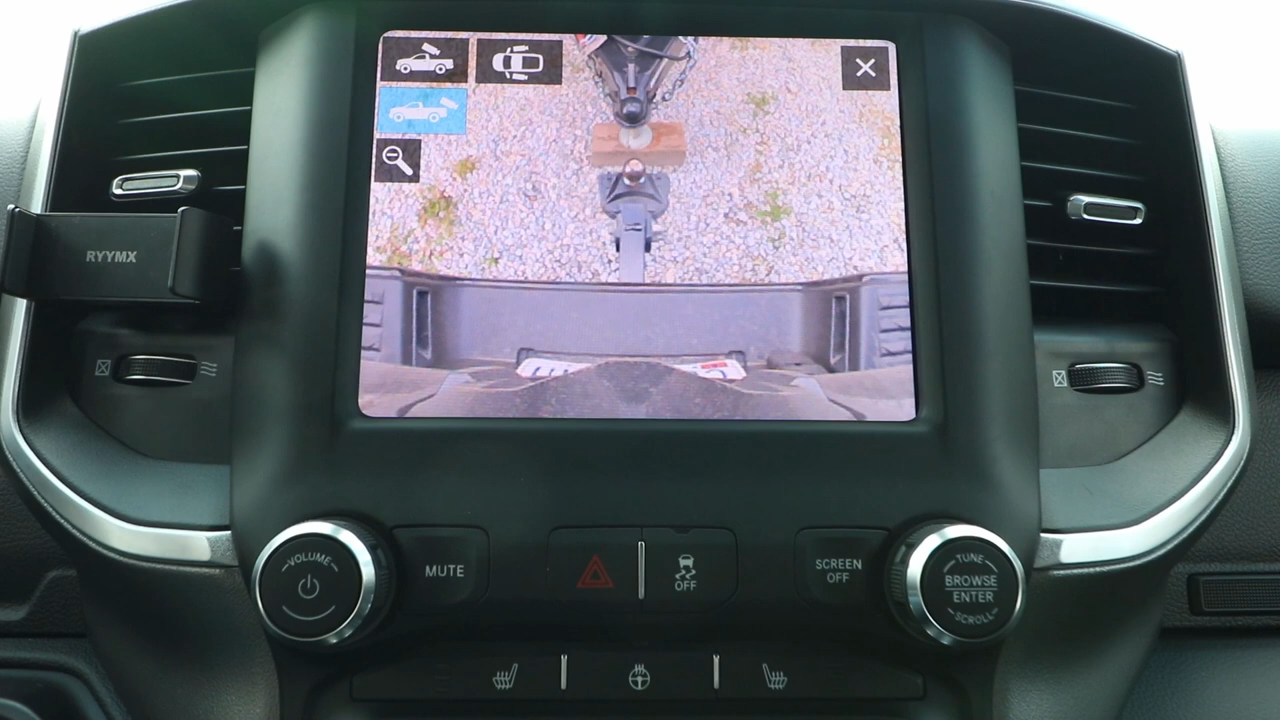 RYYMX
VOLUME
MUTE
OFF
SCREEN
OFF
TUNE
BROWSE
ENTER
SCROLL